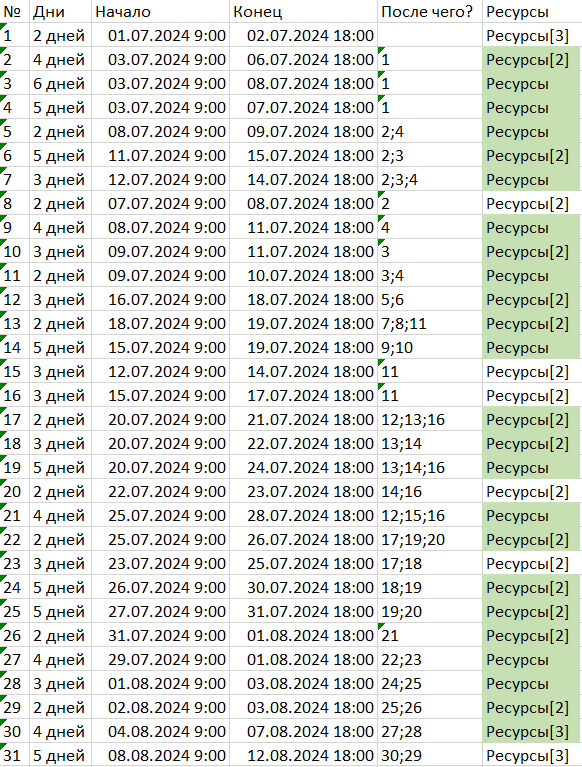 № Дни Начало Конец После чего? Ресурсы
1 2 дней 01.07.2024 9:00 02.07.2024 18:00 Ресурсы[3]
2 4 дней 03.07.2024 9:00 06.07.2024 18:00 1 Ресурсы[2]
3 6 дней 03.07.2024 9:00 08.07.2024 18:00 1 Ресурсы
4 5 дней 03.07.2024 9:00 07.07.2024 18:00 1 Ресурсы
5 2 дней 08.07.2024 9:00 09.07.2024 18:00 2;4 Ресурсы
6 5 дней 11.07.2024 9:00 15.07.2024 18:00 2;3 Ресурсы[2]
7 3 дней 12.07.2024 9:00 14.07.2024 18:00 2;3;4 Ресурсы
8 2 дней 07.07.2024 9:00 08.07.2024 18:00 2 Ресурсы[2]
9 4 дней 08.07.2024 9:00 11.07.2024 18:00 4 Ресурсы
10 3 дней 09.07.2024 9:00 11.07.2024 18:00 3 Ресурсы[2]
11 2 дней 09.07.2024 9:00 10.07.2024 18:00 3;4 Ресурсы
12 3 дней 16.07.2024 9:00 18.07.2024 18:00 5;6 Ресурсы[2]
13 2 дней 18.07.2024 9:00 19.07.2024 18:00 7;8;11 Ресурсы[2]
14 5 дней 15.07.2024 9:00 19.07.2024 18:00 9;10 Ресурсы
15 3 дней 12.07.2024 9:00 14.07.2024 18:00 11 Ресурсы[2]
16 3 дней 15.07.2024 9:00 17.07.2024 18:00 11 Ресурсы[2]
17 2 дней 20.07.2024 9:00 21.07.2024 18:00 12;13;16 Ресурсы[2]
18 3 дней 20.07.2024 9:00 22.07.2024 18:00 13;14 Ресурсы[2]
19 5 дней 20.07.2024 9:00 24.07.2024 18:00 13;14;16 Ресурсы
20 2 дней 22.07.2024 9:00 23.07.2024 18:00 14;16 Ресурсы[2]
21 4 дней 25.07.2024 9:00 28.07.2024 18:00 12;15;16 Ресурсы
22 2 дней 25.07.2024 9:00 26.07.2024 18:00 17;19;20 Ресурсы[2]
23 3 дней 23.07.2024 9:00 25.07.2024 18:00 17;18 Ресурсы[2]
24 5 дней 26.07.2024 9:00 30.07.2024 18:00 18;19 Ресурсы[2]
25 5 дней 27.07.2024 9:00 31.07.2024 18:00 19;20 Ресурсы[2]
26 2 дней 31.07.2024 9:00 01.08.2024 18:00 21 Ресурсы[2]
27 4 дней 29.07.2024 9:00 01.08.2024 18:00 22;23 Ресурсы
28 3 дней 01.08.2024 9:00 03.08.2024 18:00 24;25 Ресурсы
29 2 дней 02.08.2024 9:00 03.08.2024 18:00 25;26 Ресурсы[2]
30 4 дней 04.08.2024 9:00 07.08.2024 18:00 27;28 Ресурсы[3]
31 5 дней 08.08.2024 9:00 12.08.2024 18:00 30;29 Ресурсы[3]